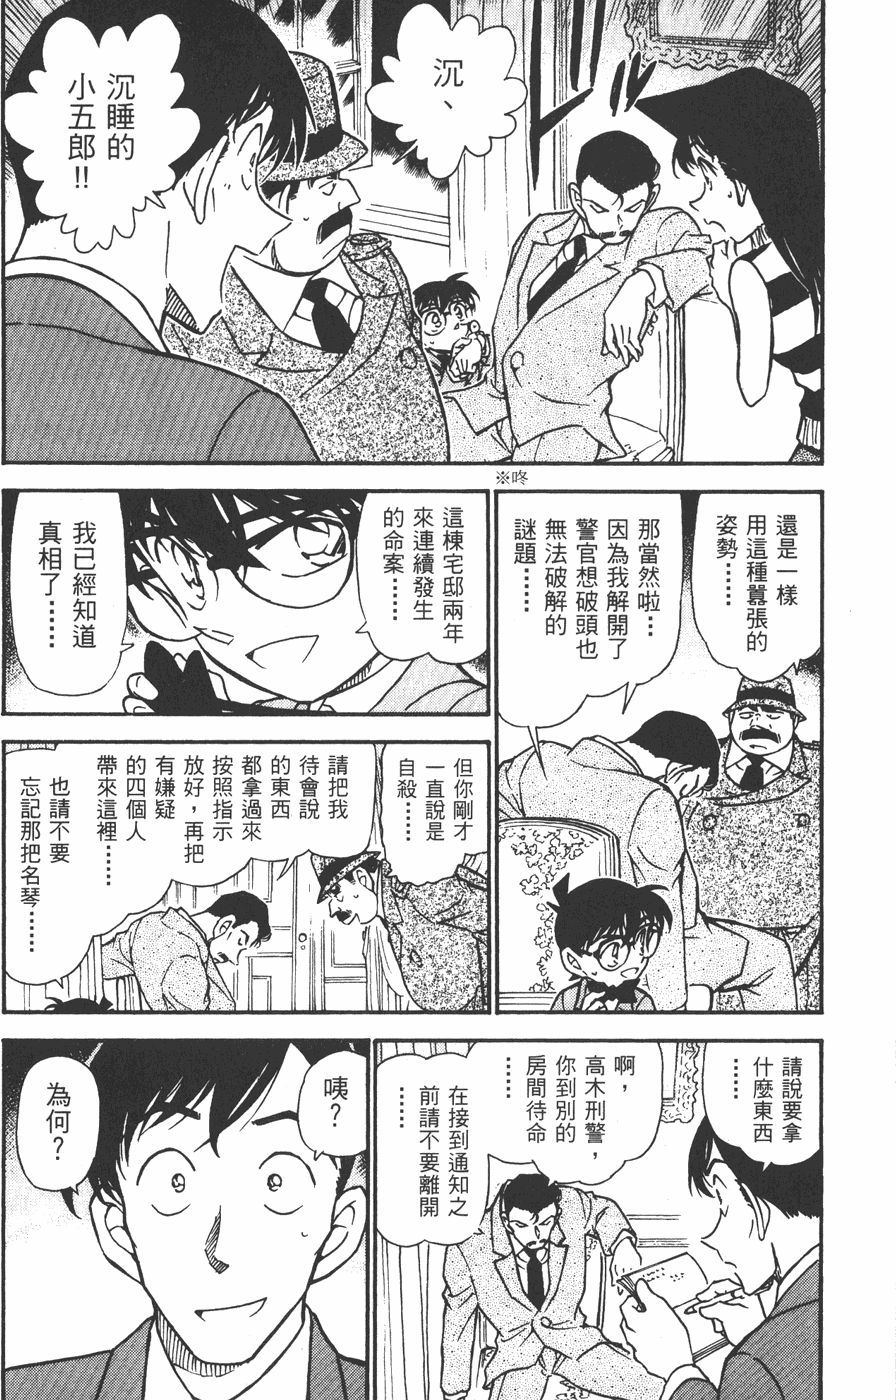 沉、
沉睡的
小五郎!!
※咚
還是一樣
用這種囂張的
姿勢……
那當然啦…
因為我解開了
警官想破頭也
無法破解的
謎題……
這棟宅邸兩年
來連續發生
的命案……
我已經知道
真相了……
但你剛才
一直說是
自殺……
請把我
待會說
的東西
都拿過來
放好，再把
按照指示
有嫌疑
的四個人
帶來這裡……
也請不要
忘記那把名琴……
請說要拿
什麼東西
……
啊，
高木刑警，
你到別的
房間待命
……
在接到通知之
前請不要離開
……
咦?
為何?